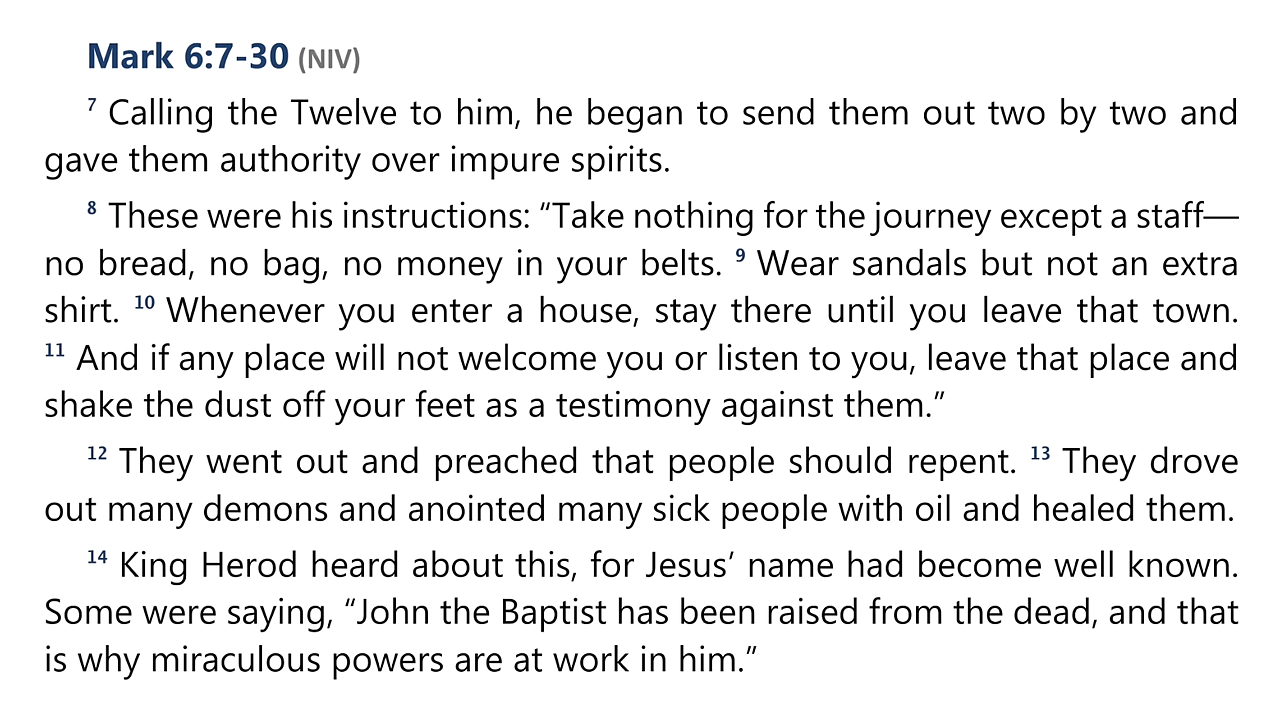 Mark 6:7-30 (NIV)
7 Calling the Twelve to him, he began to send them out two by two and
gave them authority over impure spirits.
8 These were his instructions: “Take nothing for the journey except a staff—
no bread, no bag, no money in your belts. 9 Wear sandals but not an extra
shirt. 10 Whenever you enter a house, stay there until you leave that town.
11 And if any place will not welcome you or listen to you, leave that place and
shake the dust off your feet as a testimony against them.”
12 They went out and preached that people should repent. 13 They drove
out many demons and anointed many sick people with oil and healed them.
14 King Herod heard about this, for Jesus’ name had become well known.
Some were saying, “John the Baptist has been raised from the dead, and that
is why miraculous powers are at work in him.”